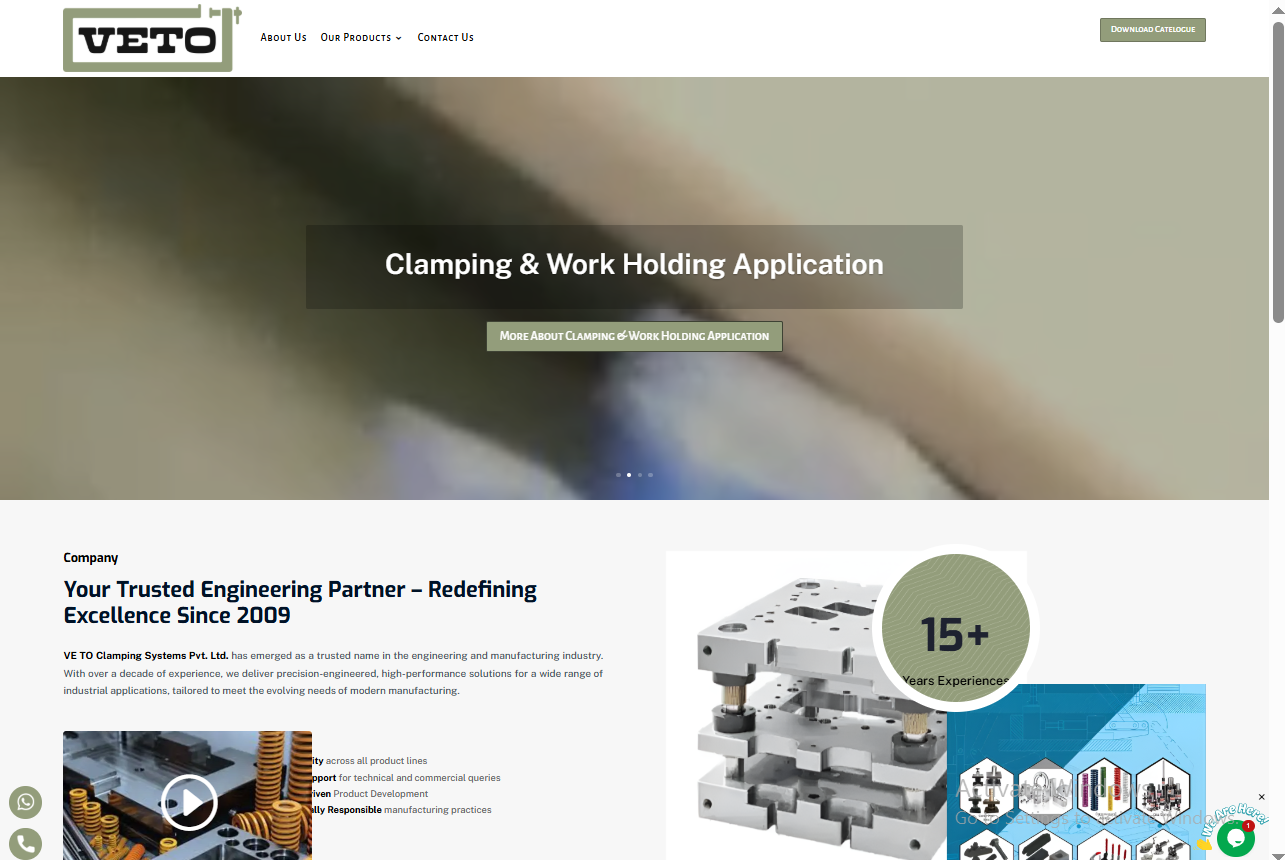 VETO
About Us
Our Products
Contact Us
Download Catelogue
Clamping & Work Holding Application
More About Clamping & Work Holding Application
Company
Your Trusted Engineering Partner – Redefining
Excellence Since 2009
VE TO Clamping Systems Pvt. Ltd. has emerged as a trusted name in the engineering and manufacturing industry.
With over a decade of experience, we deliver precision-engineered, high-performance solutions for a wide range of
industrial applications, tailored to meet the evolving needs of modern manufacturing.
across all product lines
for technical and commercial queries
Product Development
Responsible manufacturing practices
15+
Years Experiences
Activate Windows
Go to Settings to activate Windows.
We Are Here!
1